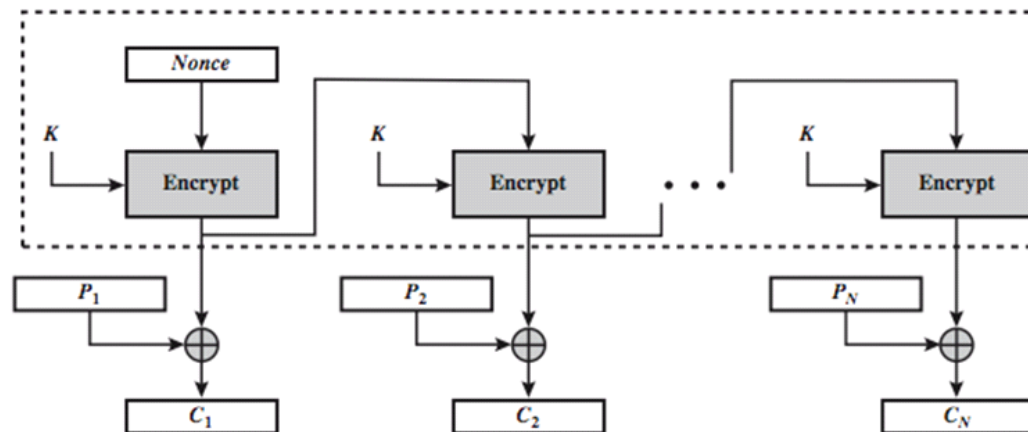 Nonce
K K K
Encrypt Encrypt • • • Encrypt
P1 P2 PN
C1 C2 CN